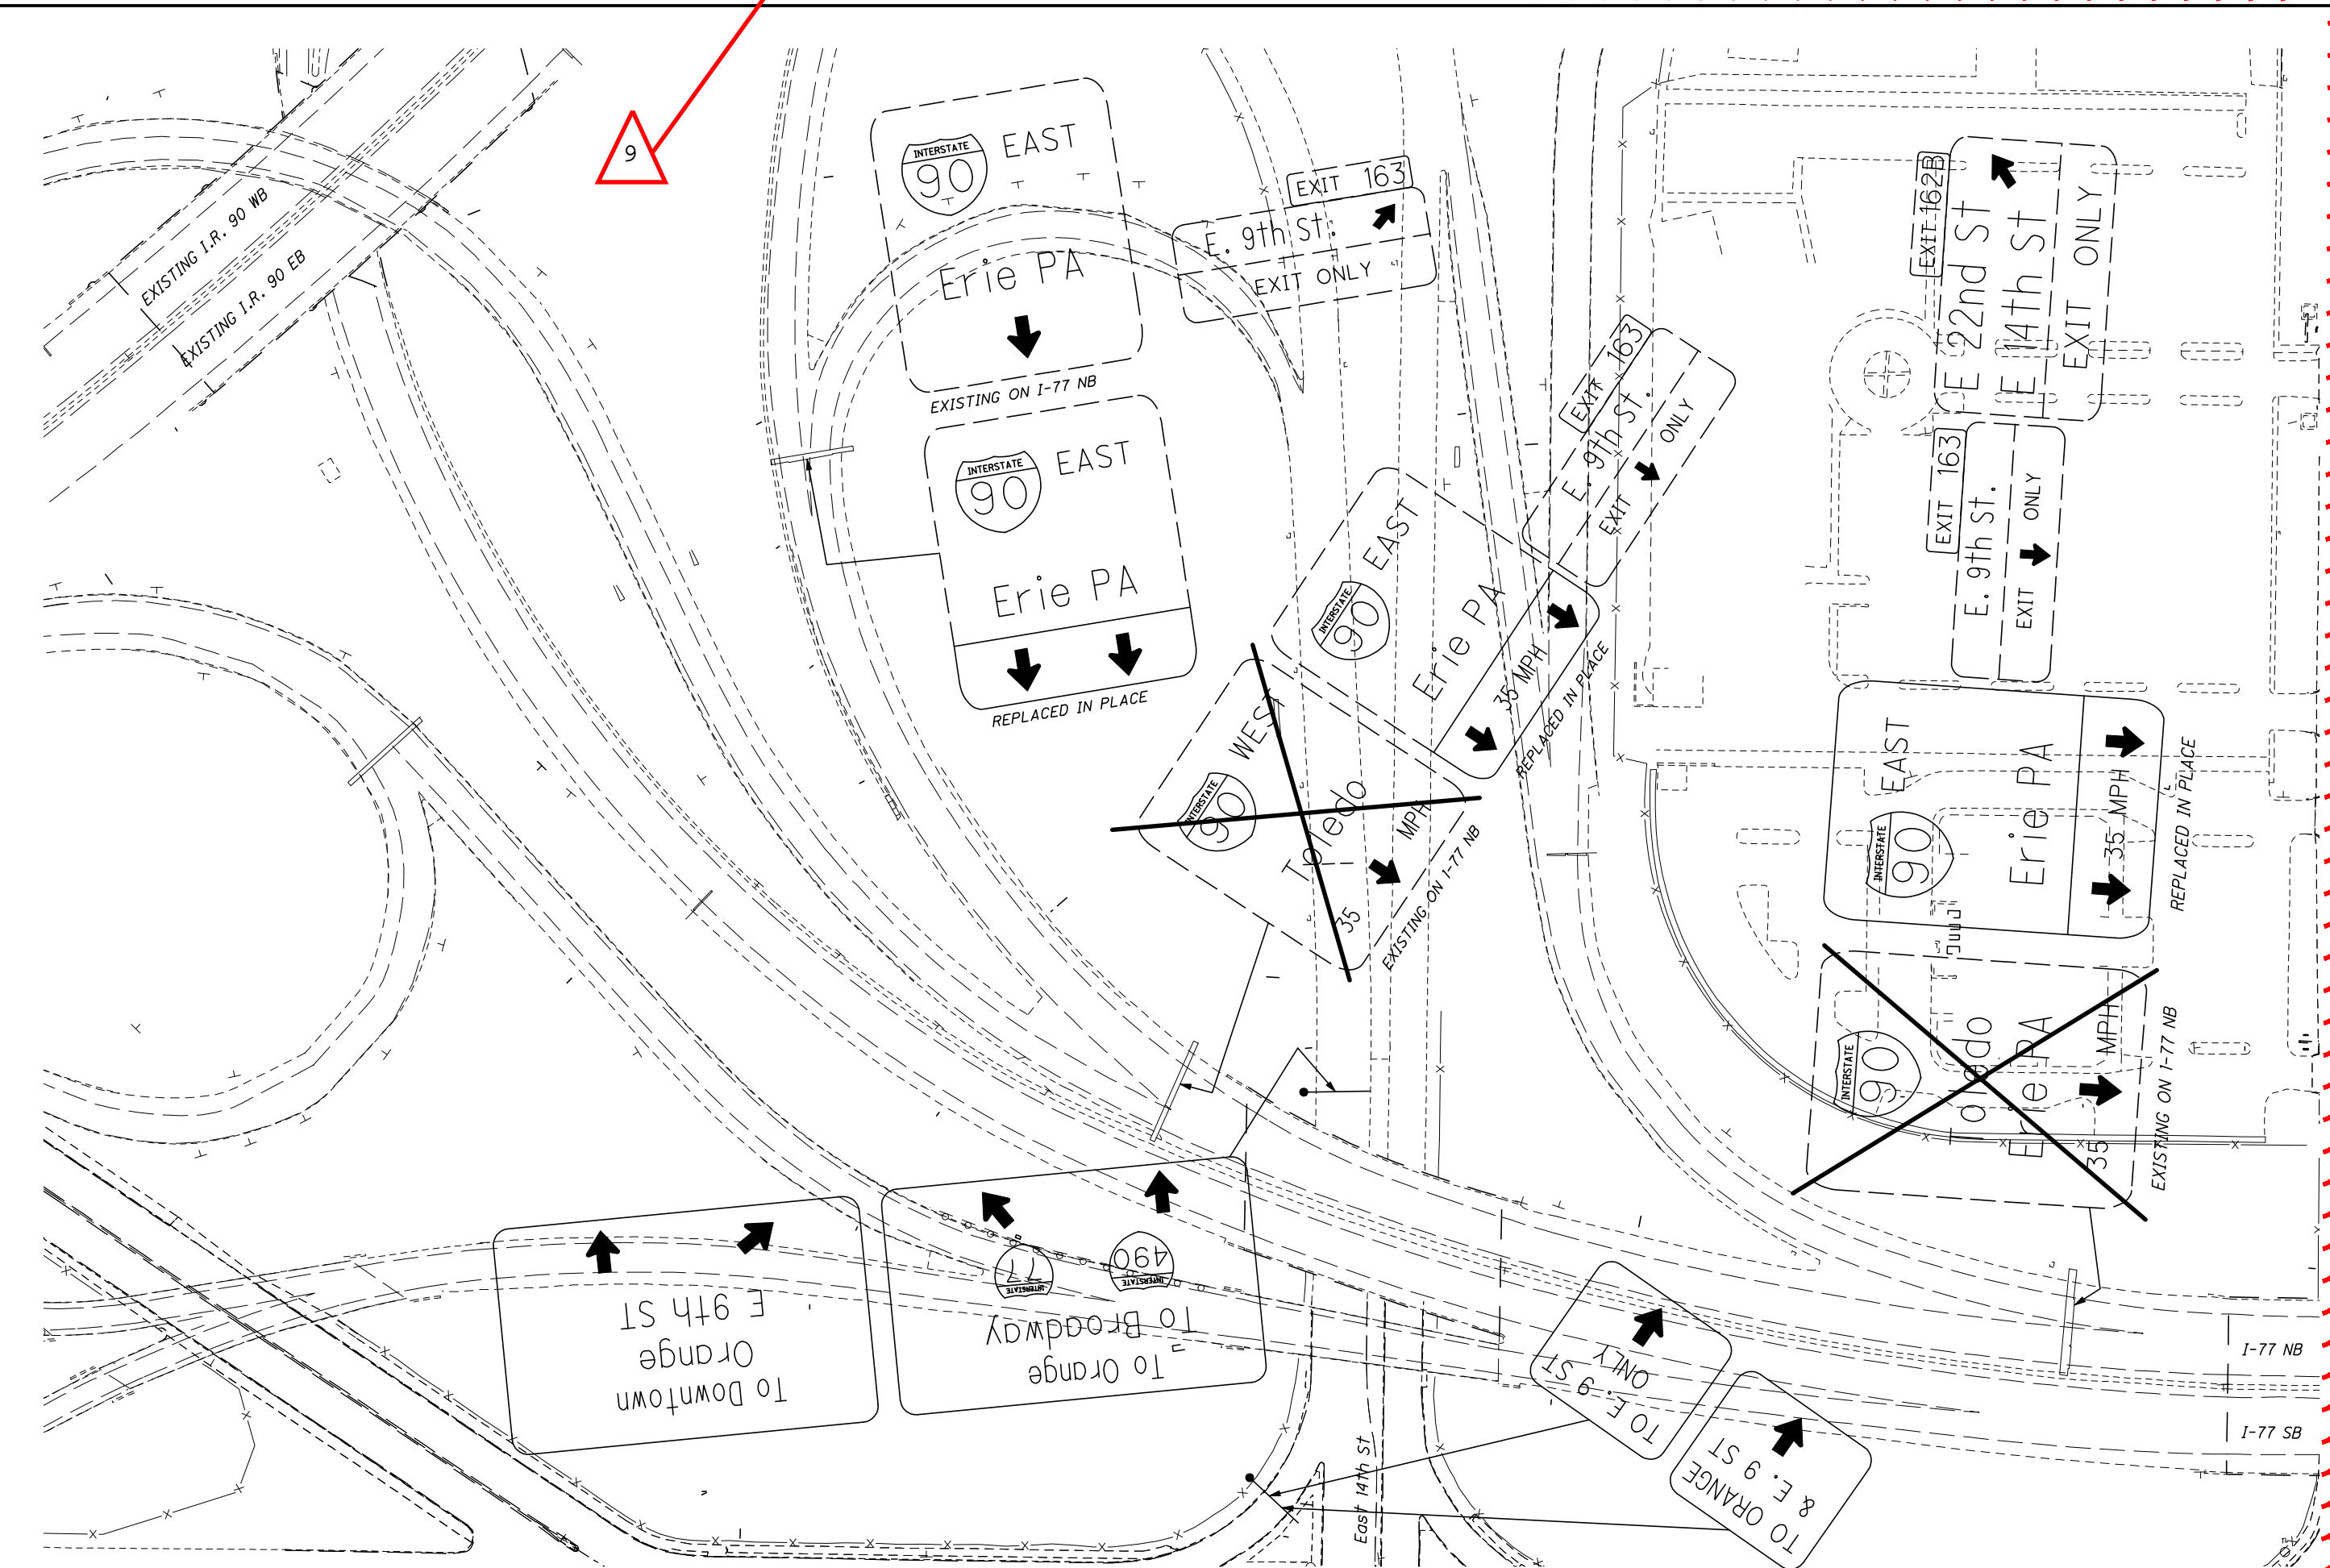 9
EXISTING I.R. 90 WB
EXISTING I.R. 90 EB
INTERSTATE
90
EAST
Erie PA
EXISTING ON I-77 NB
EXIT 163
E. 9th St.
EXIT ONLY
INTERSTATE
90
EAST
Erie PA
REPLACED IN PLACE
EXIT 163
E. 9th St.
EXIT ONLY
INTERSTATE
90
EAST
Erie PA
35 MPH
REPLACED IN PLACE
INTERSTATE
90
WEST
Toledo
35 MPH
EXISTING ON I-77 NB
EXIT 162B
E 22nd St
E 14th St
EXIT ONLY
EXIT 163
E. 9th St.
EXIT ONLY
INTERSTATE
90
EAST
Erie PA
35 MPH
REPLACED IN PLACE
INTERSTATE
90
Toledo
Erie PA
35 MPH
EXISTING ON I-77 NB
To Downtown
Orange
E 9th ST
To Orange
To Broadway
INTERSTATE
490
INTERSTATE
77
TO E. 9 ST
ONLY
TO ORANGE
& E. 9 ST
East 14th St
I-77 NB
I-77 SB